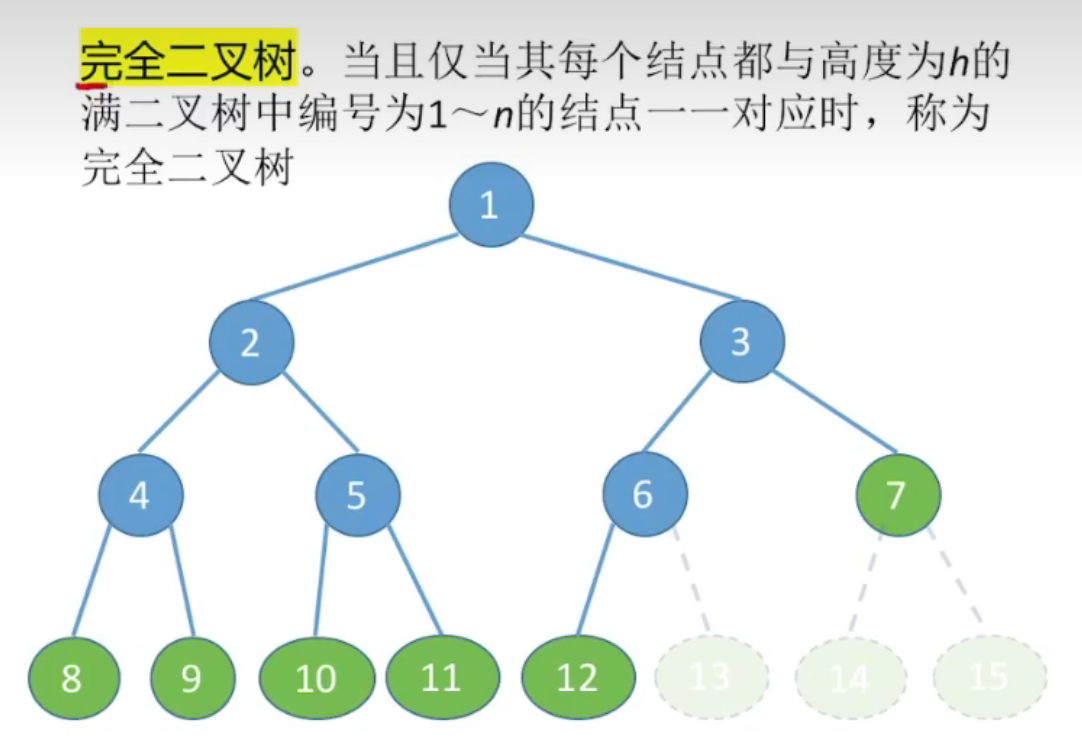 完全二叉树。当且仅当其每个结点都与高度为h的
满二叉树中编号为1～n的结点一一对应时，称为
完全二叉树
1
2 3
4 5 6 7
8 9 10 11 12 13 14 15